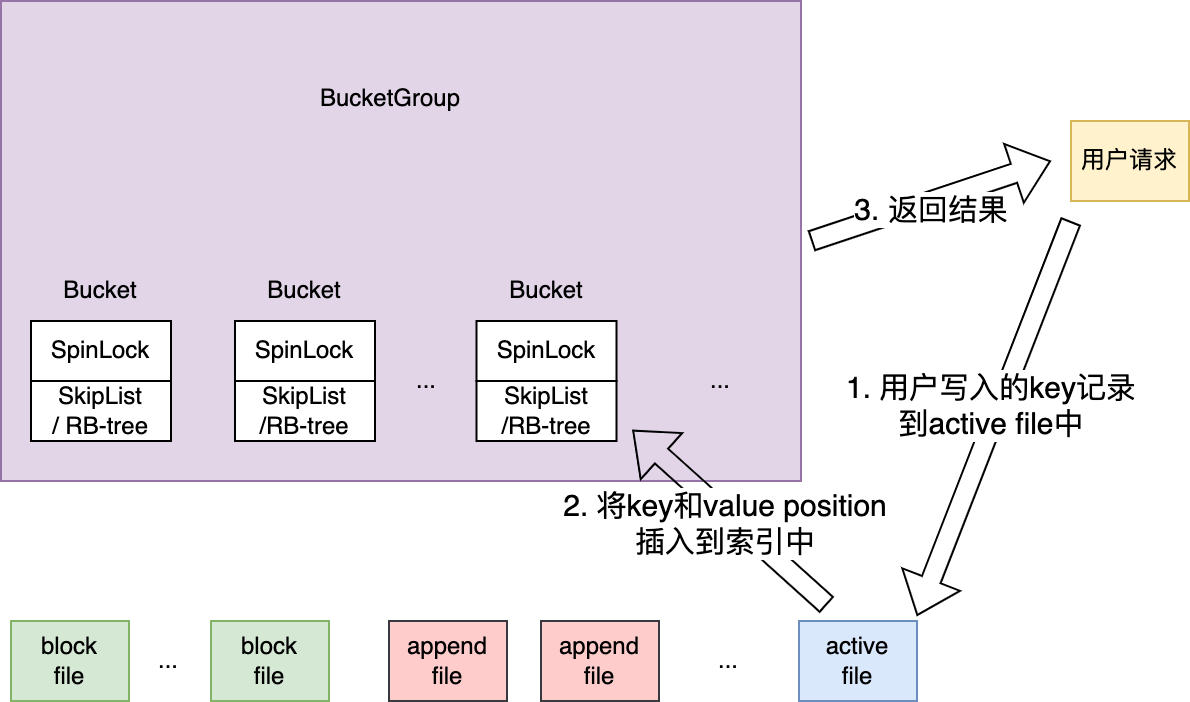 BucketGroup
用户请求
3. 返回结果
Bucket
Bucket
Bucket
SpinLock
SpinLock
SpinLock
SkipList
/ RB-tree
SkipList
/RB-tree
...
SkipList
/RB-tree
...
1. 用户写入的key记录
到active file中
2. 将key和value position
插入到索引中
block
file
...
block
file
append
file
append
file
...
active
file